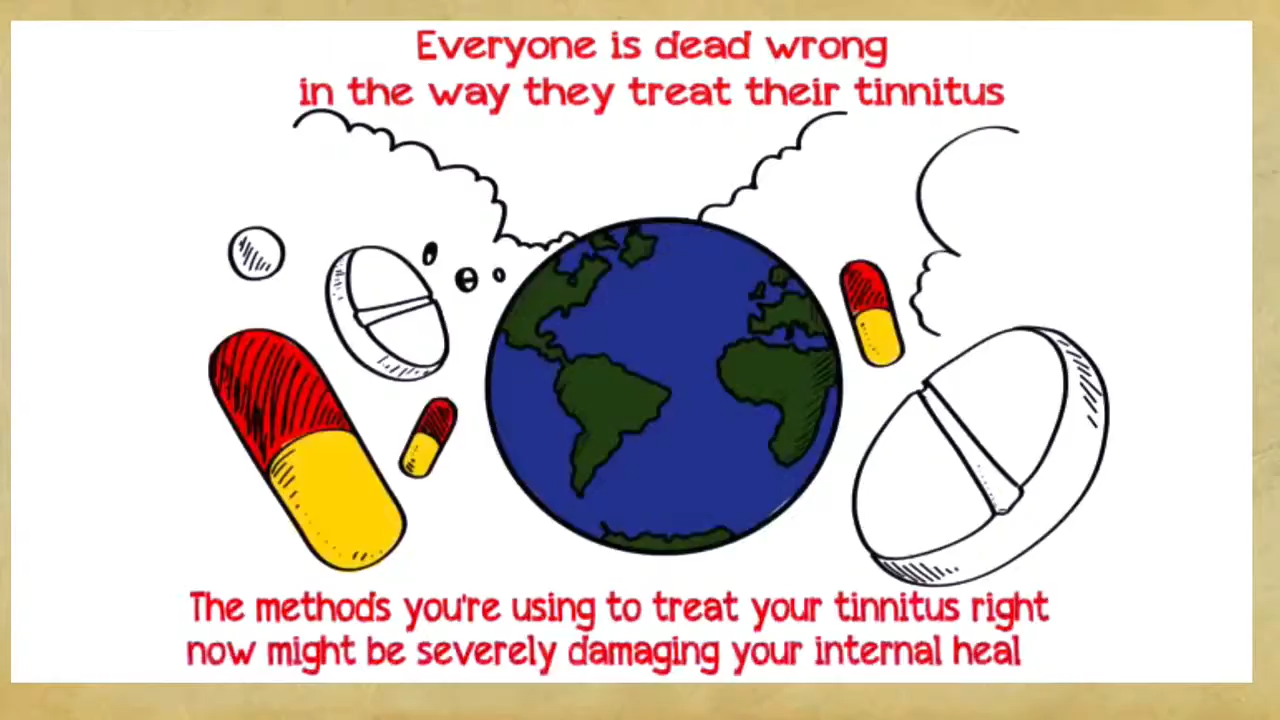 Everyone is dead wrong
in the way they treat their tinnitus
The methods you're using to treat your tinnitus right
now might be severely damaging your internal heal